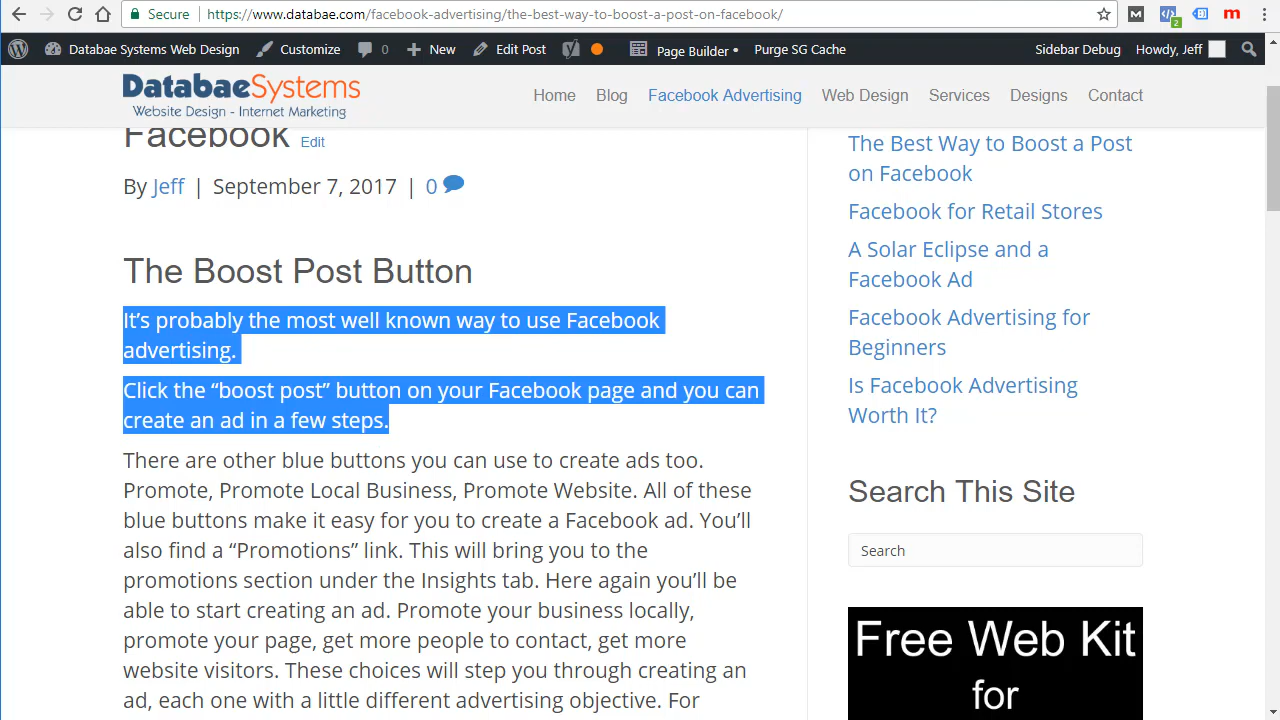 Secure https://www.databae.com/facebook-advertising/the-best-way-to-boost-a-post-on-facebook/
M 2 m
Databae Systems Web Design Customize 0 New Edit Post Page Builder • Purge SG Cache Sidebar Debug Howdy, Jeff
DatabaeSystems
Website Design - Internet Marketing
Home Blog Facebook Advertising Web Design Services Designs Contact
Facebook Edit
By Jeff | September 7, 2017 | 0
The Boost Post Button
It’s probably the most well known way to use Facebook
advertising.
Click the “boost post” button on your Facebook page and you can
create an ad in a few steps.
There are other blue buttons you can use to create ads too.
Promote, Promote Local Business, Promote Website. All of these
blue buttons make it easy for you to create a Facebook ad. You’ll
also find a “Promotions” link. This will bring you to the
promotions section under the Insights tab. Here again you’ll be
able to start creating an ad. Promote your business locally,
promote your page, get more people to contact, get more
website visitors. These choices will step you through creating an
ad, each one with a little different advertising objective. For
The Best Way to Boost a Post
on Facebook
Facebook for Retail Stores
A Solar Eclipse and a
Facebook Ad
Facebook Advertising for
Beginners
Is Facebook Advertising
Worth It?
Search This Site
Search
Free Web Kit
for